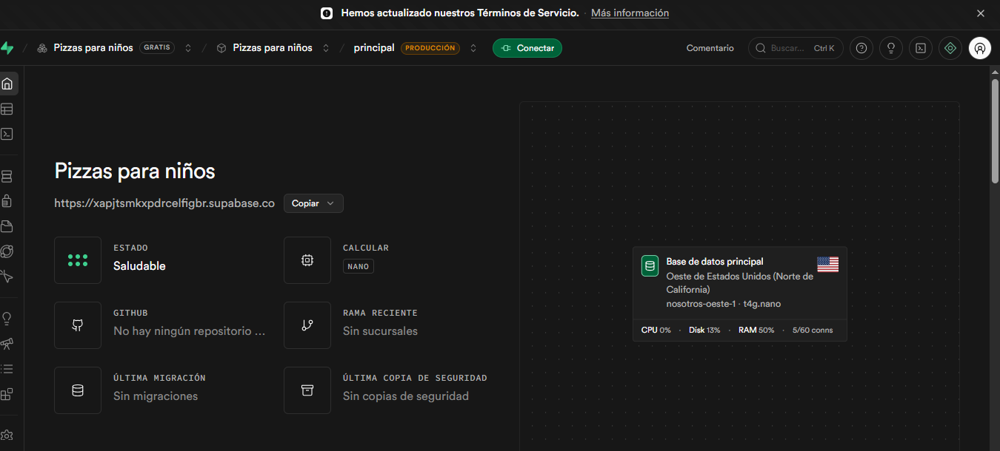 Hemos actualizado nuestros Términos de Servicio. · Más información
Pizzas para niños GRATIS / Pizzas para niños / principal PRODUCCIÓN Conectar Comentario Buscar... Ctrl K
Pizzas para niños
https://xapjtsmkxpdrcelfigbr.supabase.co Copiar
ESTADO
Saludable
CALCULAR
NANO
GITHUB
No hay ningún repositorio ...
RAMA RECIENTE
Sin sucursales
ÚLTIMA MIGRACIÓN
Sin migraciones
ÚLTIMA COPIA DE SEGURIDAD
Sin copias de seguridad
Base de datos principal
Oeste de Estados Unidos (Norte de
California)
nosotros-oeste-1 · t4g.nano
CPU 0% · Disk 13% · RAM 50% · 5/60 conns